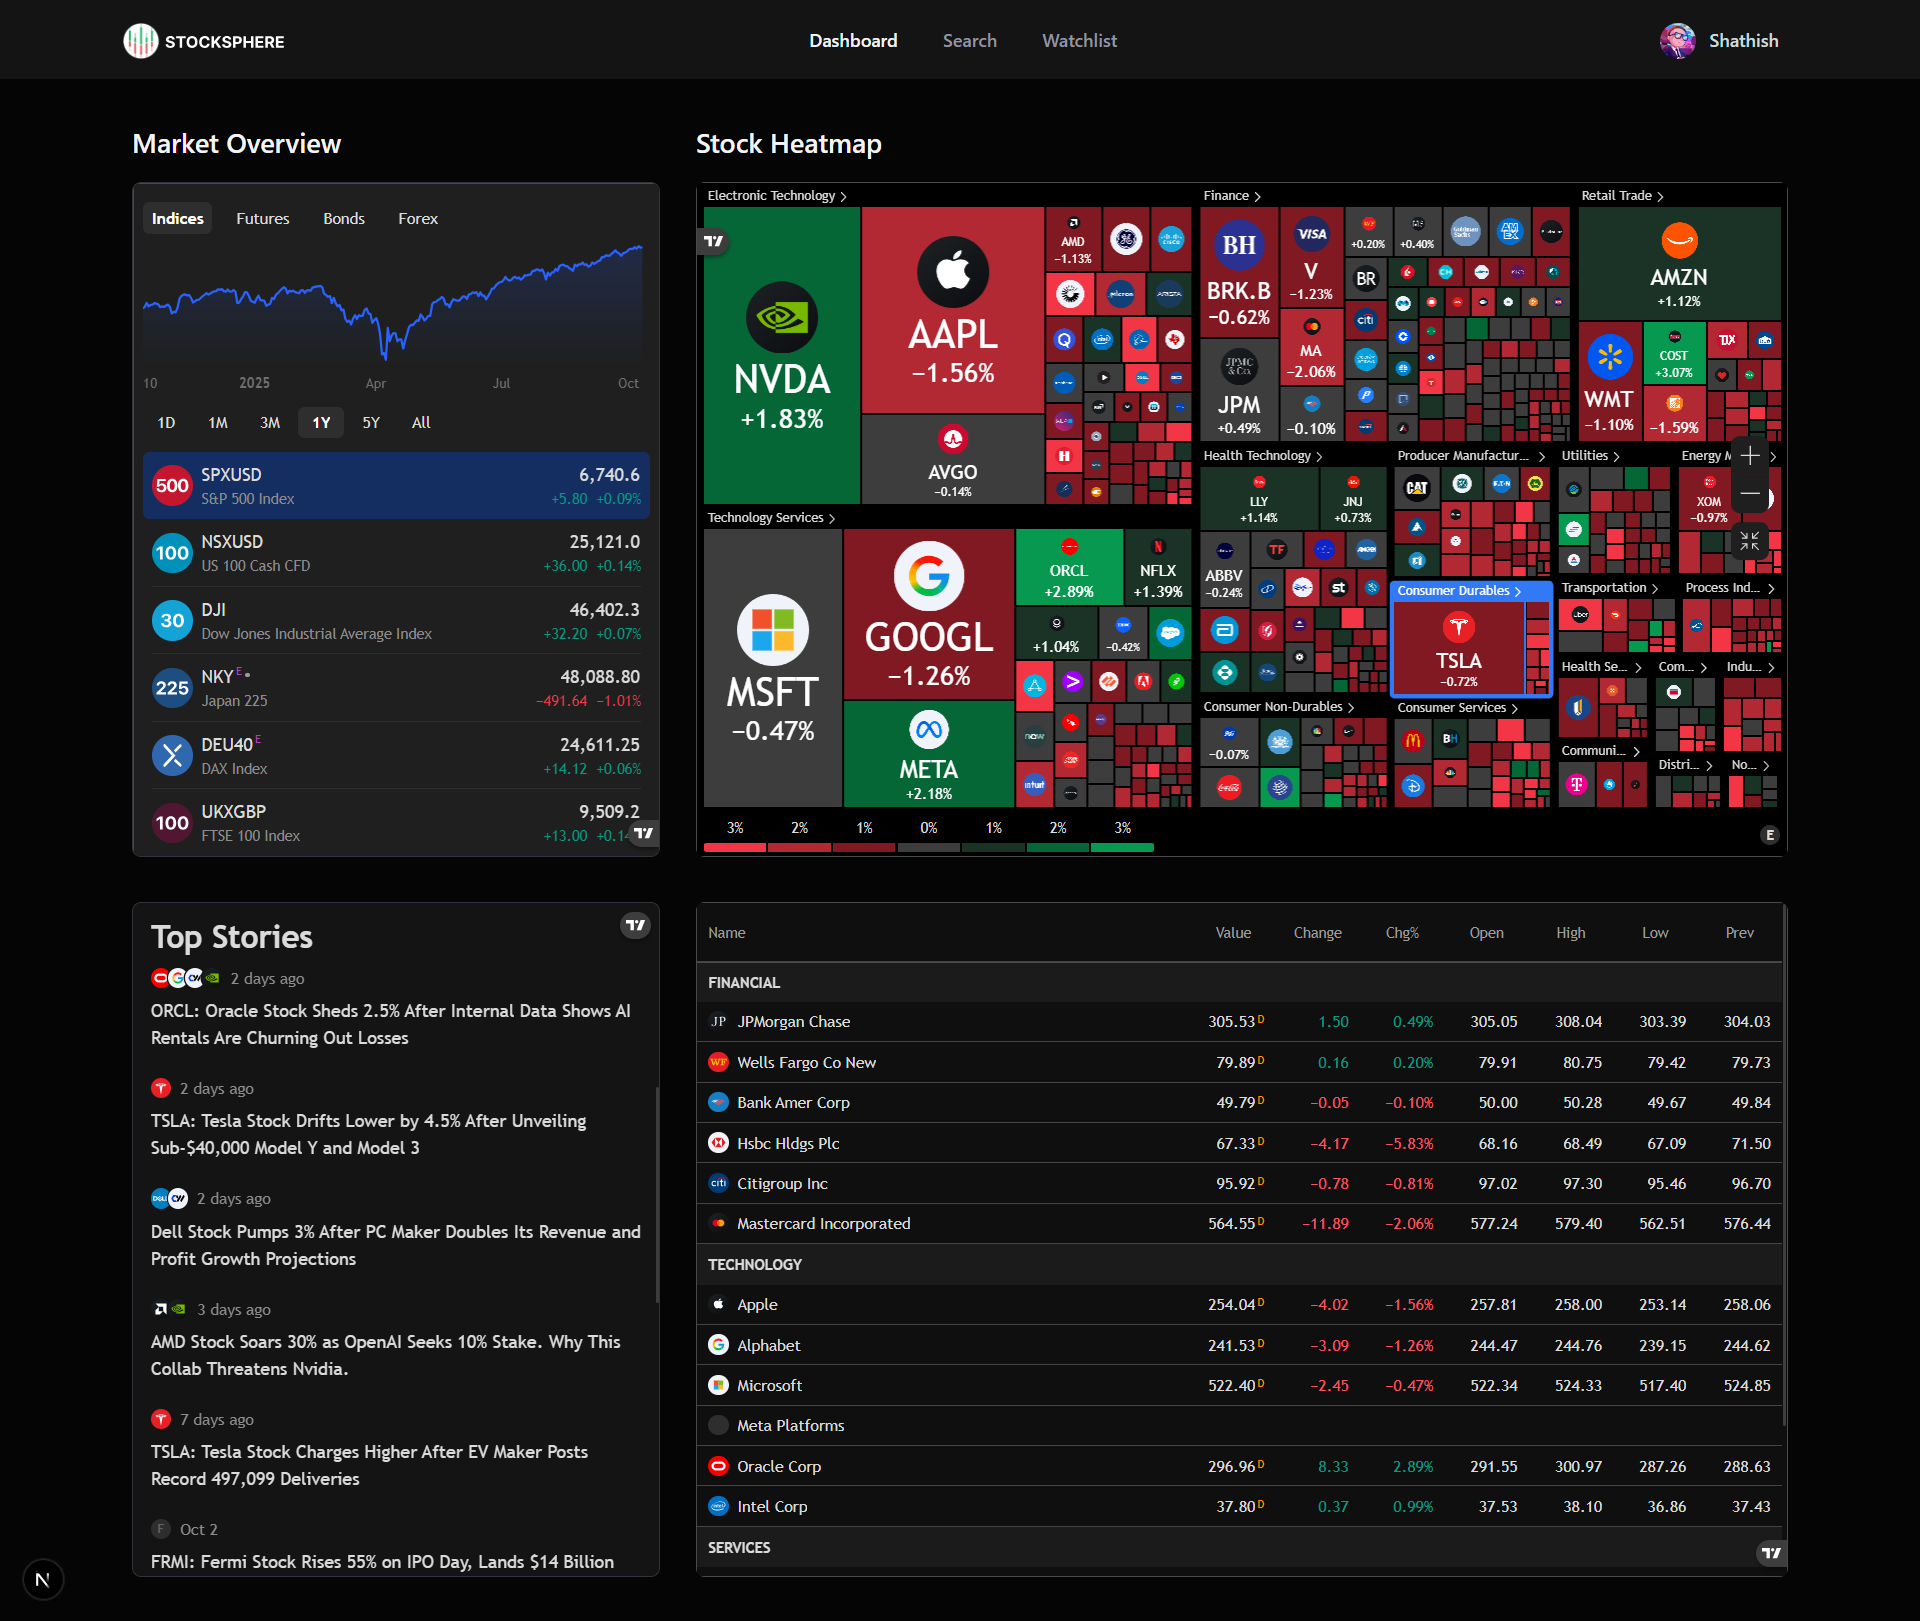 STOCKSPHERE
Dashboard Search Watchlist
Shathish
Market Overview
Indices Futures Bonds Forex
10 2025 Apr Jul Oct
1D 1M 3M 1Y 5Y All
500 SPXUSD 6,740.6
S&P 500 Index +5.80 +0.09%
100 NSXUSD 25,121.0
US 100 Cash CFD +36.00 +0.14%
30 DJI 46,402.3
Dow Jones Industrial Average Index +32.20 +0.07%
225 NKY E 48,088.80
Japan 225 −491.64 −1.01%
DEU40 E 24,611.25
DAX Index +14.12 +0.06%
100 UKXGBP 9,509.2
FTSE 100 Index +13.00
Stock Heatmap
Electronic Technology
NVDA
+1.83%
AAPL
−1.56%
AVGO
−0.14%
AMD
−1.13%
Technology Services
MSFT
−0.47%
GOOGL
−1.26%
META
+2.18%
ORCL
+2.89%
NFLX
+1.39%
+1.04%
−0.42%
now
intuit
Finance
BH
BRK.B
−0.62%
VISA
V
−1.23%
+0.20%
+0.40%
MA
−2.06%
JPMC & Co.
JPM
+0.49%
−0.10%
BR
citi
Retail Trade
AMZN
+1.12%
WMT
−1.10%
COST
+3.07%
−1.59%
TJX
Health Technology
LLY
+1.14%
JNJ
+0.73%
ABBV
−0.24%
TF
st
Producer Manufactur...
CAT
Utilities
Energy M
XOM
−0.97%
Consumer Durables
TSLA
−0.72%
Transportation
Uber
Process Ind...
Consumer Non-Durables
−0.07%
Consumer Services
BH
Health Se...
Com...
Indu...
Communi...
Distri...
No...
3% 2% 1% 0% 1% 2% 3%
E
Top Stories
2 days ago
ORCL: Oracle Stock Sheds 2.5% After Internal Data Shows AI
Rentals Are Churning Out Losses
2 days ago
TSLA: Tesla Stock Drifts Lower by 4.5% After Unveiling
Sub-$40,000 Model Y and Model 3
2 days ago
Dell Stock Pumps 3% After PC Maker Doubles Its Revenue and
Profit Growth Projections
3 days ago
AMD Stock Soars 30% as OpenAI Seeks 10% Stake. Why This
Collab Threatens Nvidia.
7 days ago
TSLA: Tesla Stock Charges Higher After EV Maker Posts
Record 497,099 Deliveries
F Oct 2
FRMI: Fermi Stock Rises 55% on IPO Day, Lands $14 Billion
N
Name Value Change Chg% Open High Low Prev
FINANCIAL
JP JPMorgan Chase 305.53 D 1.50 0.49% 305.05 308.04 303.39 304.03
WF Wells Fargo Co New 79.89 D 0.16 0.20% 79.91 80.75 79.42 79.73
Bank Amer Corp 49.79 D −0.05 −0.10% 50.00 50.28 49.67 49.84
Hsbc Hldgs Plc 67.33 D −4.17 −5.83% 68.16 68.49 67.09 71.50
citi Citigroup Inc 95.92 D −0.78 −0.81% 97.02 97.30 95.46 96.70
Mastercard Incorporated 564.55 D −11.89 −2.06% 577.24 579.40 562.51 576.44
TECHNOLOGY
Apple 254.04 D −4.02 −1.56% 257.81 258.00 253.14 258.06
Alphabet 241.53 D −3.09 −1.26% 244.47 244.76 239.15 244.62
Microsoft 522.40 D −2.45 −0.47% 522.34 524.33 517.40 524.85
Meta Platforms
Oracle Corp 296.96 D 8.33 2.89% 291.55 300.97 287.26 288.63
Intel Corp 37.80 D 0.37 0.99% 37.53 38.10 36.86 37.43
SERVICES